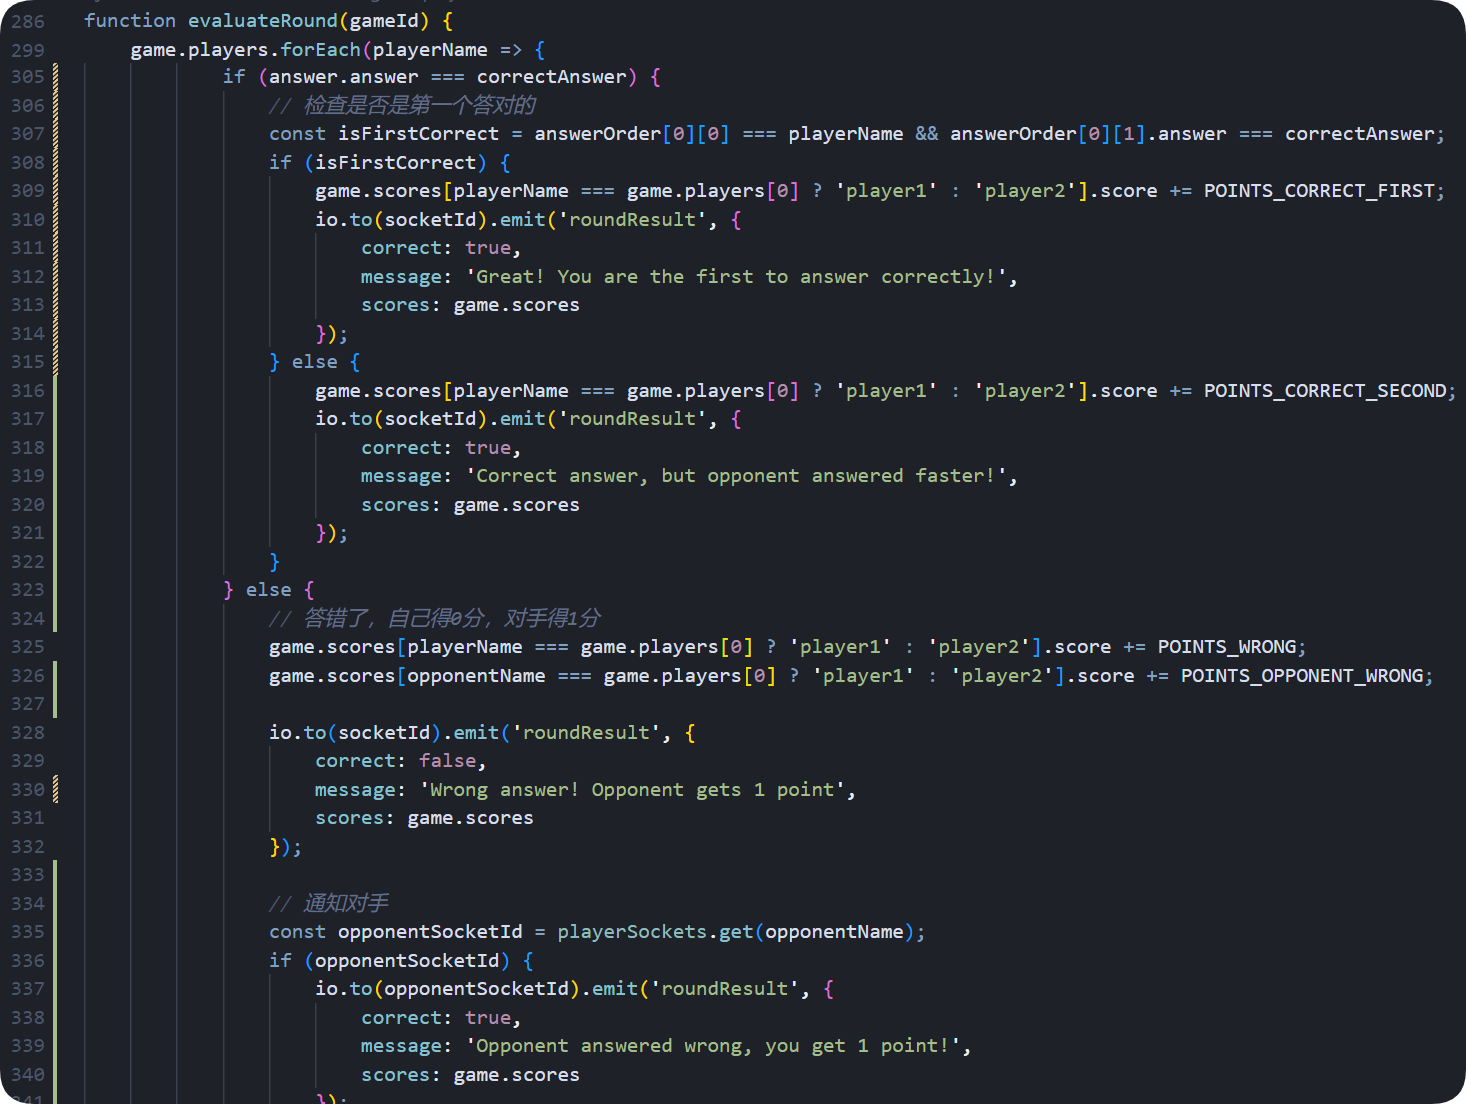 286 function evaluateRound(gameId) {
299 game.players.forEach(playerName => {
305 if (answer.answer === correctAnswer) {
306 // 检查是否是第一个答对的
307 const isFirstCorrect = answerOrder[0][0] === playerName && answerOrder[0][1].answer === correctAnswer;
308 if (isFirstCorrect) {
309 game.scores[playerName === game.players[0] ? 'player1' : 'player2'].score += POINTS_CORRECT_FIRST;
310 io.to(socketId).emit('roundResult', {
311 correct: true,
312 message: 'Great! You are the first to answer correctly!',
313 scores: game.scores
314 });
315 } else {
316 game.scores[playerName === game.players[0] ? 'player1' : 'player2'].score += POINTS_CORRECT_SECOND;
317 io.to(socketId).emit('roundResult', {
318 correct: true,
319 message: 'Correct answer, but opponent answered faster!',
320 scores: game.scores
321 });
322 }
323 } else {
324 // 答错了，自己得0分，对手得1分
325 game.scores[playerName === game.players[0] ? 'player1' : 'player2'].score += POINTS_WRONG;
326 game.scores[opponentName === game.players[0] ? 'player1' : 'player2'].score += POINTS_OPPONENT_WRONG;
327
328 io.to(socketId).emit('roundResult', {
329 correct: false,
330 message: 'Wrong answer! Opponent gets 1 point',
331 scores: game.scores
332 });
333
334 // 通知对手
335 const opponentSocketId = playerSockets.get(opponentName);
336 if (opponentSocketId) {
337 io.to(opponentSocketId).emit('roundResult', {
338 correct: true,
339 message: 'Opponent answered wrong, you get 1 point!',
340 scores: game.scores
341 });